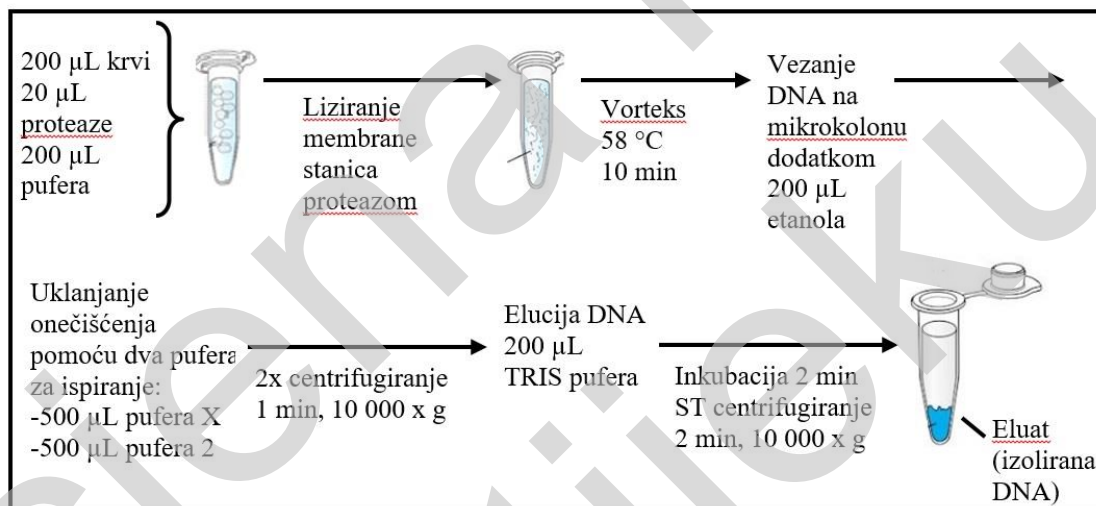 200 µL krvi
20 µL
proteaze
200 µL
pufera
Liziranje
membrane
stanica
proteazom
Vorteks
58 °C
10 min
Vezanje
DNA na
mikrokolonu
dodatkom
200 µL
etanola
Uklanjanje
onečišćenja
pomoću dva pufera
za ispiranje:
-500 µL pufera X
-500 µL pufera 2
2x centrifugiranje
1 min, 10 000 x g
Elucija DNA
200 µL
TRIS pufera
Inkubacija 2 min
ST centrifugiranje
2 min, 10 000 x g
Eluat
(izolirana
DNA)